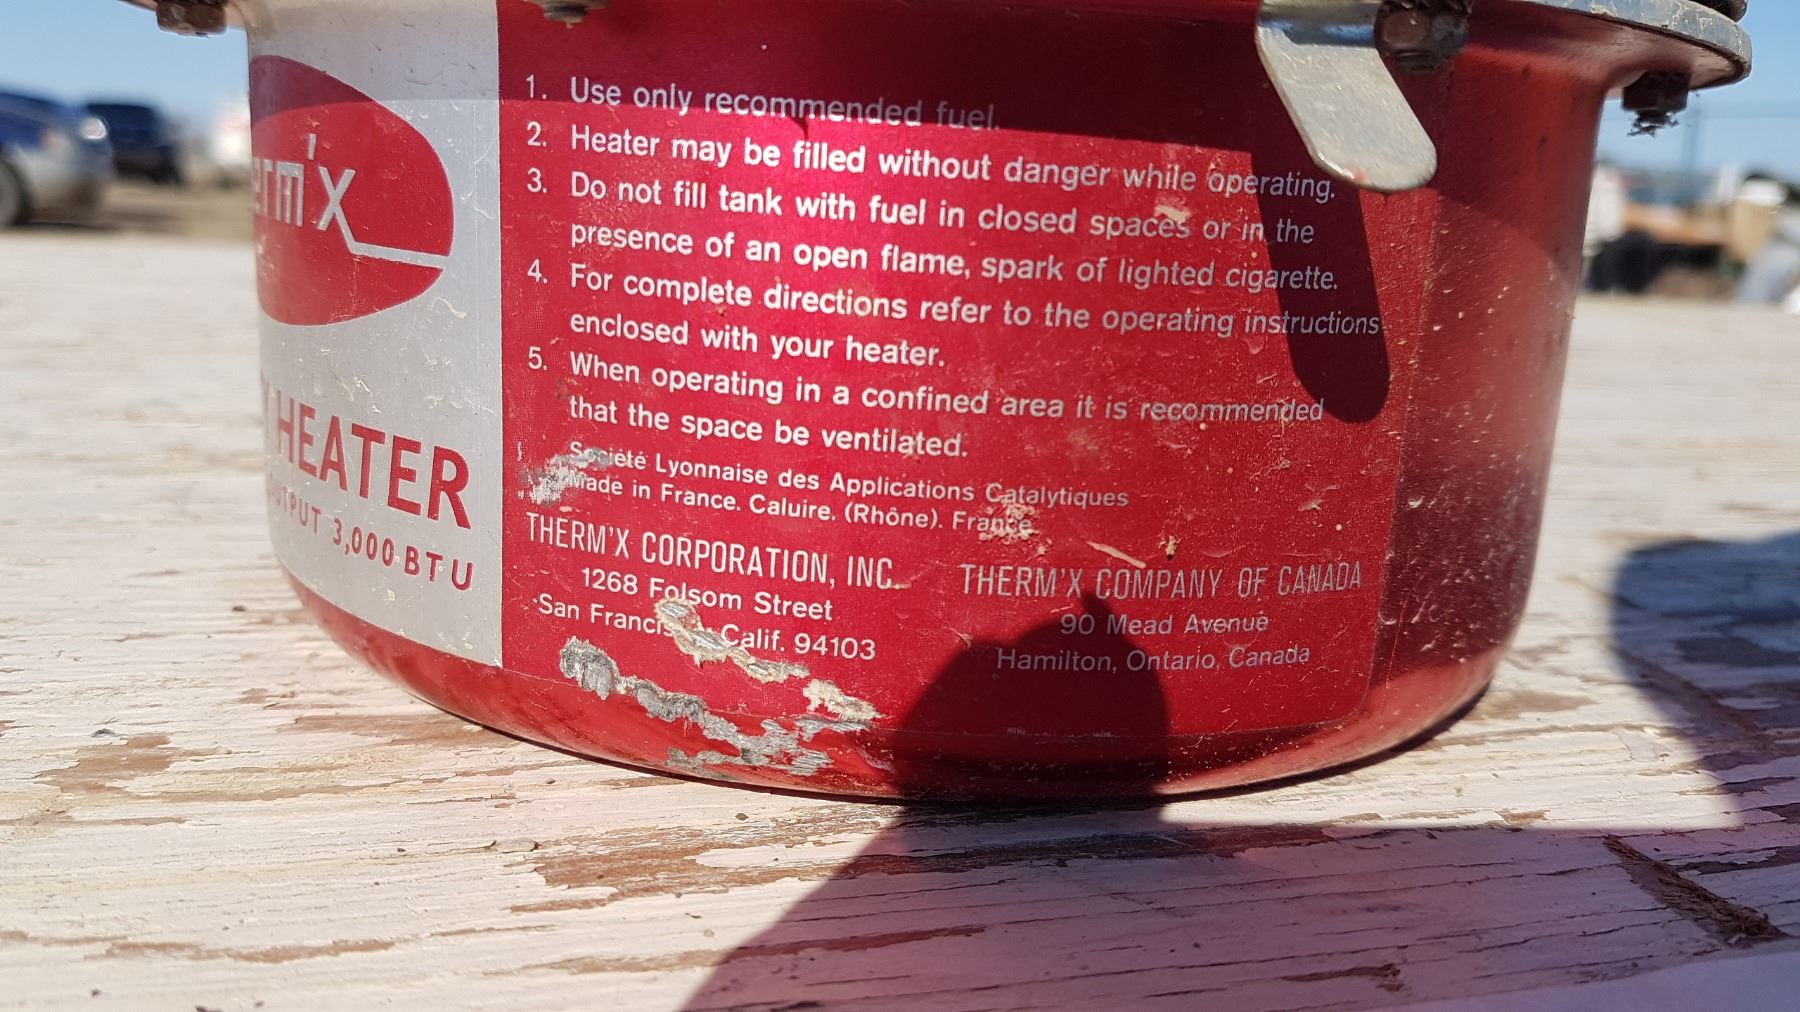 erm'x
HEATER
TPUT 3,000 BTU
1. Use only recommended fuel.
2. Heater may be filled without danger while operating.
3. Do not fill tank with fuel in closed spaces or in the
presence of an open flame, spark of lighted cigarette.
4. For complete directions refer to the operating instructions
enclosed with your heater.
5. When operating in a confined area it is recommended
that the space be ventilated.
Société Lyonnaise des Applications Catalytiques
Made in France. Caluire. (Rhône). France
THERM'X CORPORATION, INC.
1268 Folsom Street
San Francis Calif. 94103
THERM'X COMPANY OF CANADA
90 Mead Avenue
Hamilton, Ontario, Canada